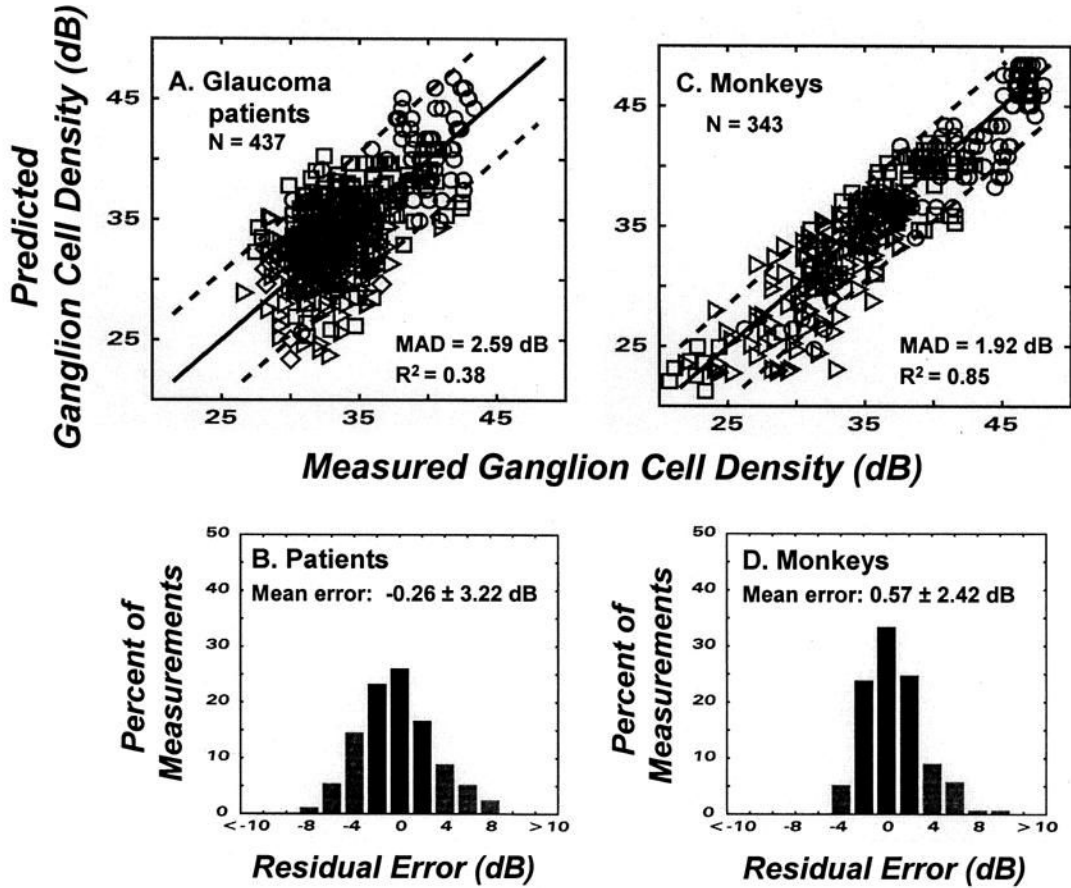 Predicted
Ganglion Cell Density (dB)
45
35
25
A. Glaucoma
patients
N = 437
MAD = 2.59 dB
R² = 0.38
25
35
45
45
35
25
C. Monkeys
N = 343
MAD = 1.92 dB
R² = 0.85
25
35
45
Measured Ganglion Cell Density (dB)
Percent of
Measurements
50
40
30
20
10
0
B. Patients
Mean error: -0.26 ± 3.22 dB
<-10 -8 -4 0 4 8 >10
Residual Error (dB)
Percent of
Measurements
50
40
30
20
10
0
D. Monkeys
Mean error: 0.57 ± 2.42 dB
<-10 -8 -4 0 4 8 >10
Residual Error (dB)